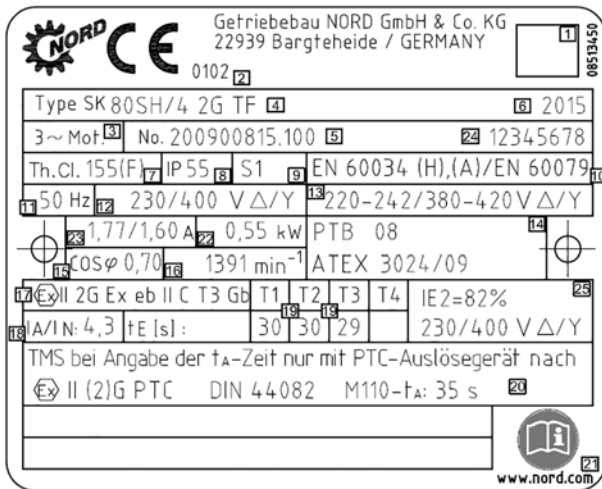 NORD CE Getriebebau NORD GmbH & Co. KG 1
22939 Bargteheide / GERMANY
0102 2
08513450
Type SK 80SH/4 2G TF 4 6 2015
3~ Mot. 3 No. 200900815.100 5 24 12345678
Th.Cl. 155(F) 7 IP 55 8 S1 9 EN 60034 (H),(A)/EN 60079 10
11 50 Hz 12 230/400 V Δ/Y 13 220-242/380-420V Δ/Y
23 1,77/1,60 A 22 0,55 kW PTB 08 14
15 cosφ 0,70 16 1391 min⁻¹ ATEX 3024/09
17 Ex II 2G Ex eb II C T3 Gb T1 T2 T3 T4 IE2=82% 25
19 19
18 IA/IN: 4,3 tE [s] : 30 30 29 230/400 V Δ/Y
TMS bei Angabe der tA-Zeit nur mit PTC-Auslösegerät nach
Ex II (2)G PTC DIN 44082 M110-tA: 35 s 20
21
www.nord.com